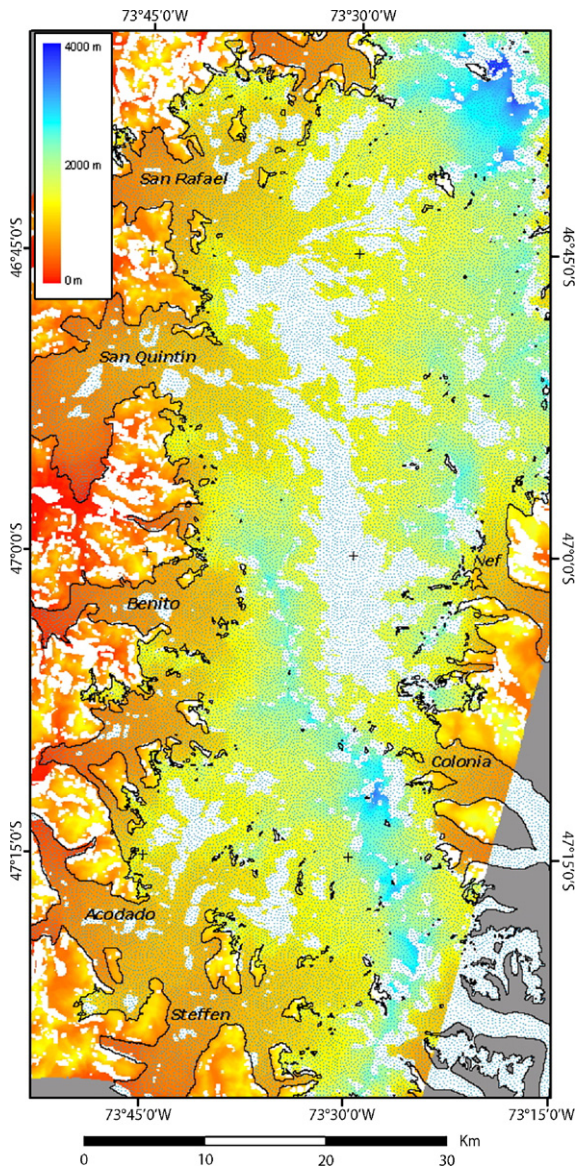 73°45'0"W
73°30'0"W
4000 m
2000 m
0 m
San Rafael
46°45'0"S
46°45'0"S
San Quintin
47°0'0"S
47°0'0"S
Nef
Benito
Colonia
47°15'0"S
47°15'0"S
Acodado
Steffen
73°45'0"W
73°30'0"W
73°15'0"W
0
10
20
30
Km